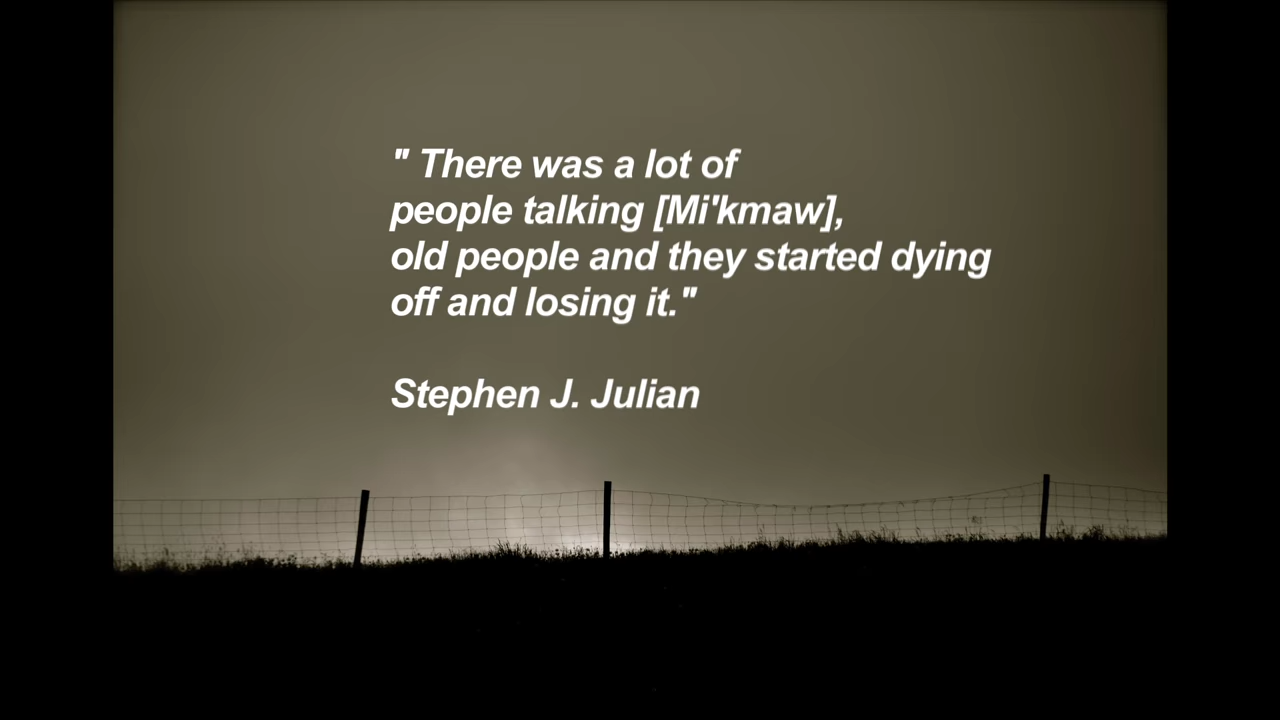 " There was a lot of
people talking [Mi'kmaw],
old people and they started dying
off and losing it."
Stephen J. Julian